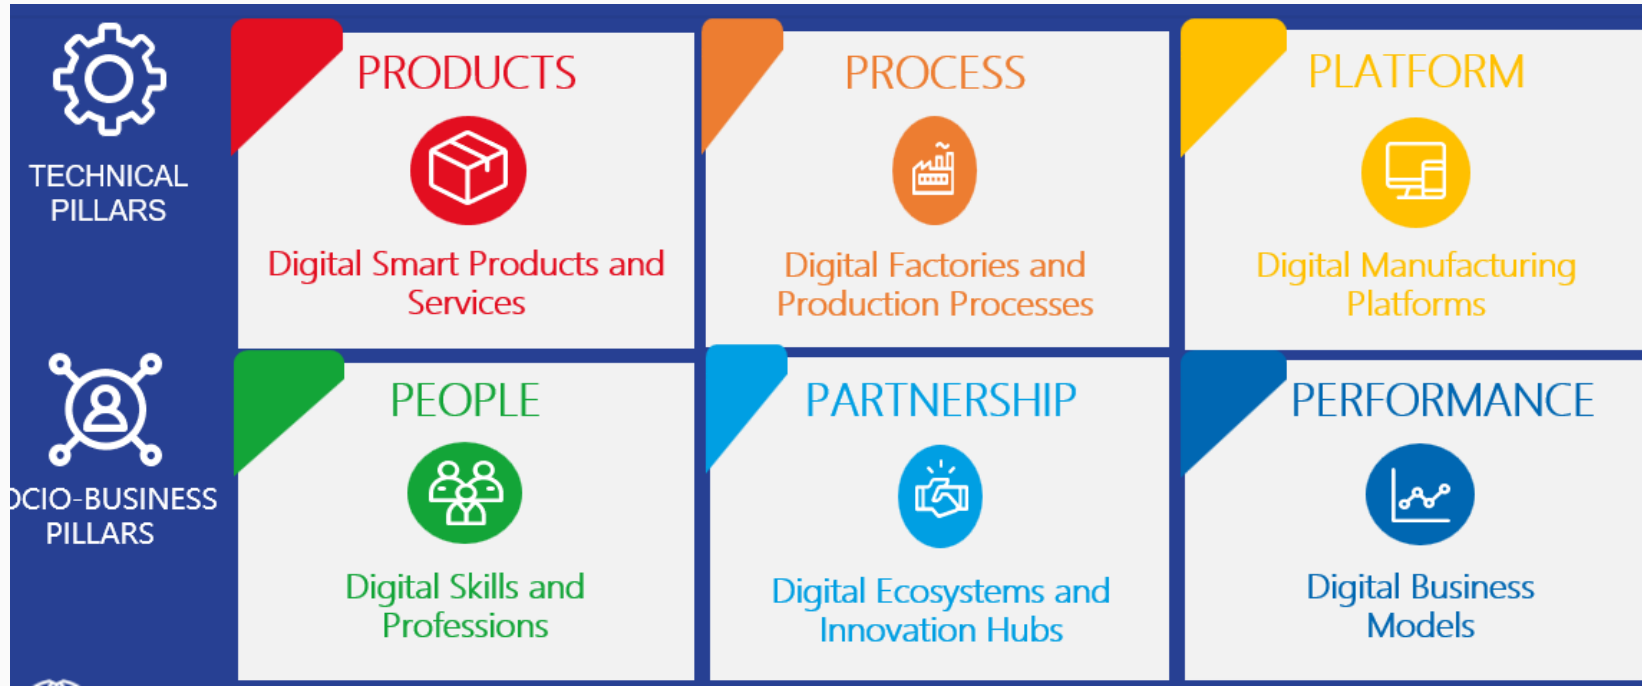 TECHNICAL
PILLARS
PRODUCTS
Digital Smart Products and
Services
PROCESS
Digital Factories and
Production Processes
PLATFORM
Digital Manufacturing
Platforms
OCIO-BUSINESS
PILLARS
PEOPLE
Digital Skills and
Professions
PARTNERSHIP
Digital Ecosystems and
Innovation Hubs
PERFORMANCE
Digital Business
Models